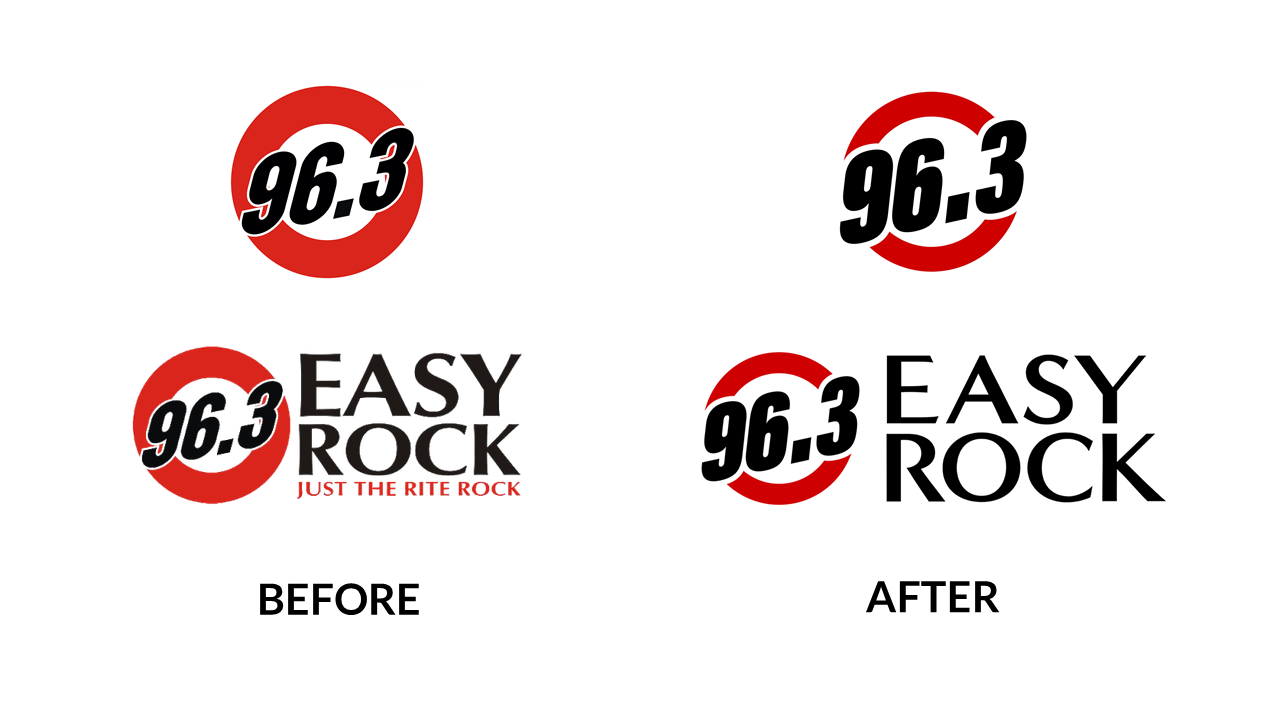 96.3
96.3
96.3
EASY
ROCK
JUST THE RITE ROCK
96.3
EASY
ROCK
BEFORE
AFTER